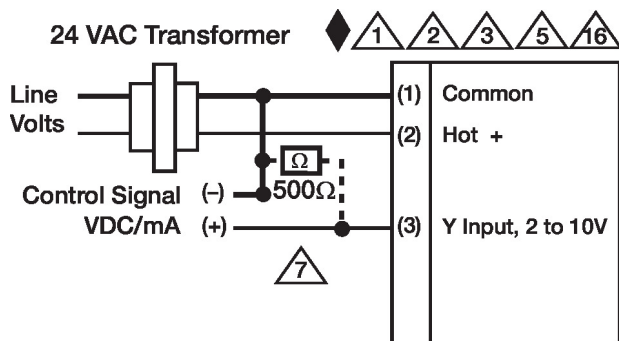 24 VAC Transformer 1 2 3 5 16
Line Volts
(1) Common
(2) Hot +
Ω
500Ω
Control Signal (–)
VDC/mA (+)
(3) Y Input, 2 to 10V
7